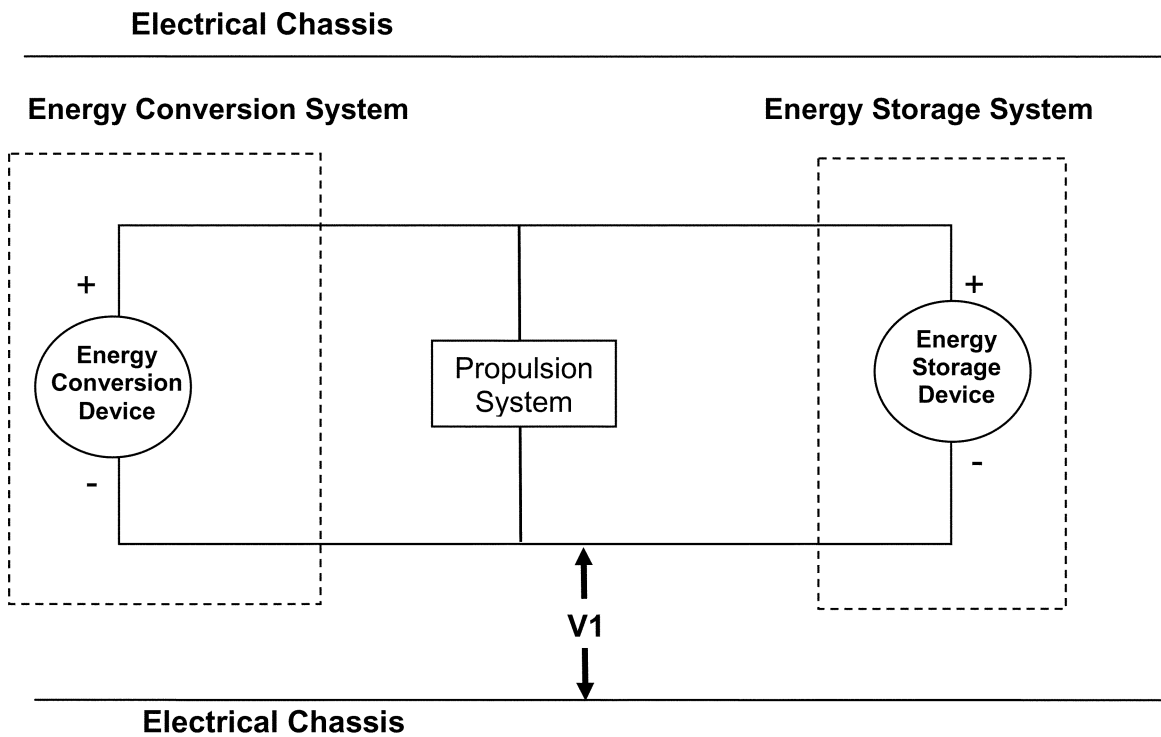 Electrical Chassis
Energy Conversion System
Energy Storage System
+
+
Energy
Conversion
Device
Propulsion
System
Energy
Storage
Device
-
-
V1
Electrical Chassis